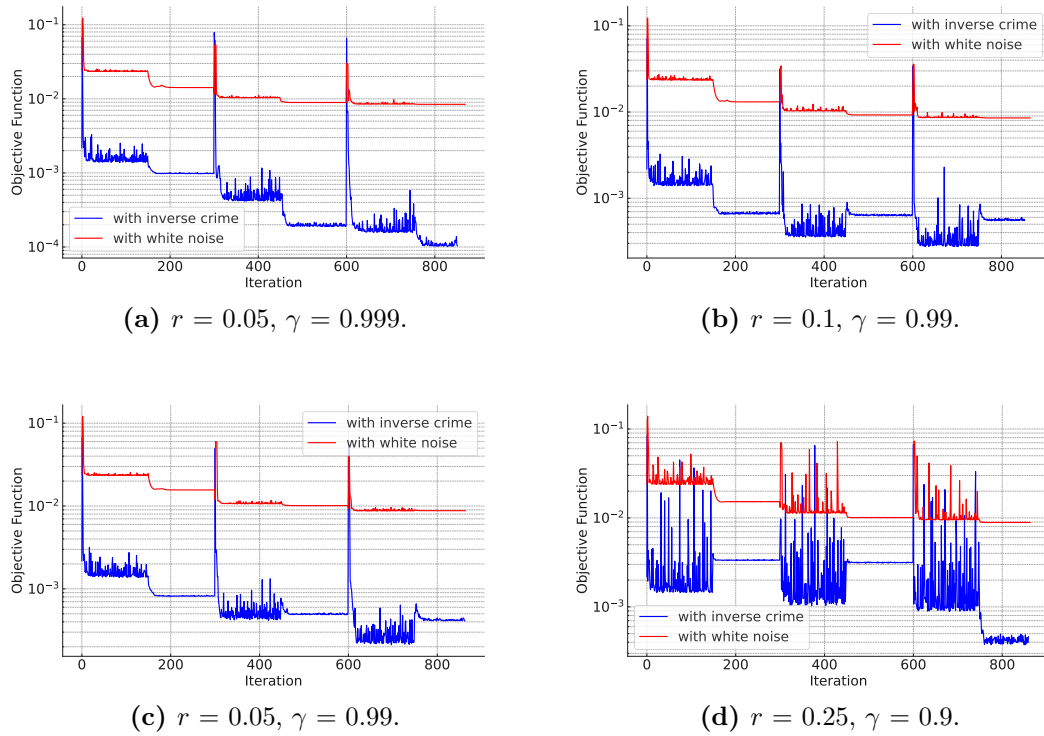 10⁻¹
10⁻²
10⁻³
10⁻⁴
Objective Function
with inverse crime
with white noise
0 200 400 600 800
Iteration
(a) r = 0.05, γ = 0.999.
10⁻¹
10⁻²
10⁻³
Objective Function
with inverse crime
with white noise
0 200 400 600 800
Iteration
(b) r = 0.1, γ = 0.99.
10⁻¹
10⁻²
10⁻³
Objective Function
with inverse crime
with white noise
0 200 400 600 800
Iteration
(c) r = 0.05, γ = 0.99.
10⁻¹
10⁻²
10⁻³
Objective Function
with inverse crime
with white noise
0 200 400 600 800
Iteration
(d) r = 0.25, γ = 0.9.